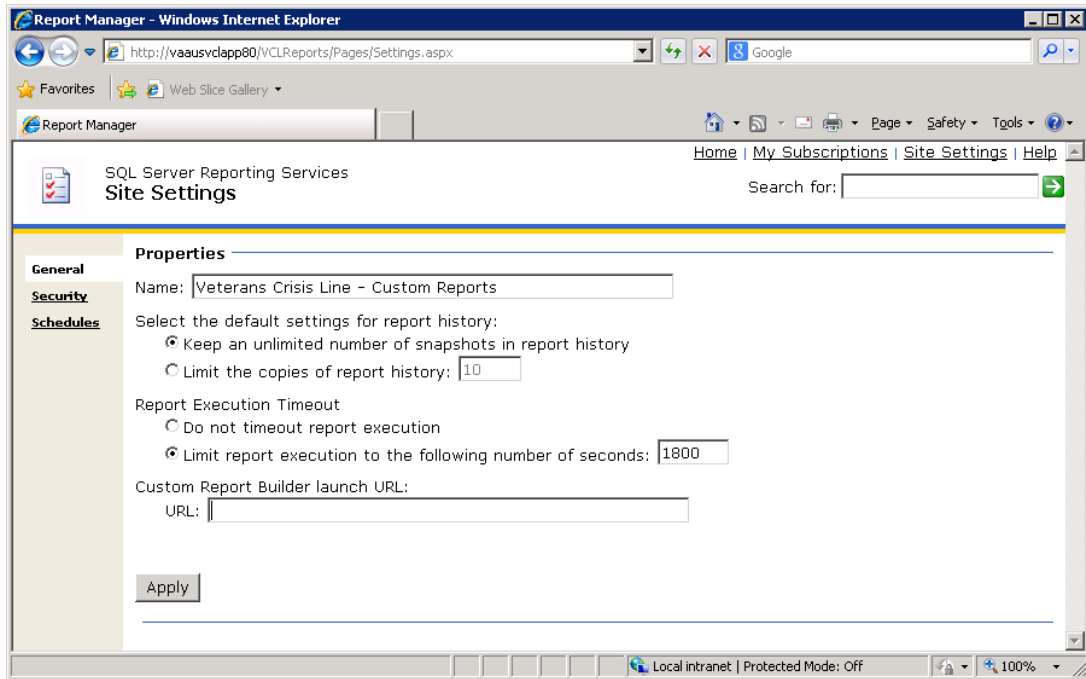 Report Manager - Windows Internet Explorer
http://vaausvclapp80/VCLReports/Pages/Settings.aspx
Google
Favorites
Web Slice Gallery
Report Manager
Page
Safety
Tools
Home | My Subscriptions | Site Settings | Help
SQL Server Reporting Services
Site Settings
Search for:
General
Security
Schedules
Properties
Name: Veterans Crisis Line - Custom Reports
Select the default settings for report history:
Keep an unlimited number of snapshots in report history
Limit the copies of report history: 10
Report Execution Timeout
Do not timeout report execution
Limit report execution to the following number of seconds: 1800
Custom Report Builder launch URL:
URL:
Apply
Local intranet | Protected Mode: Off
100%